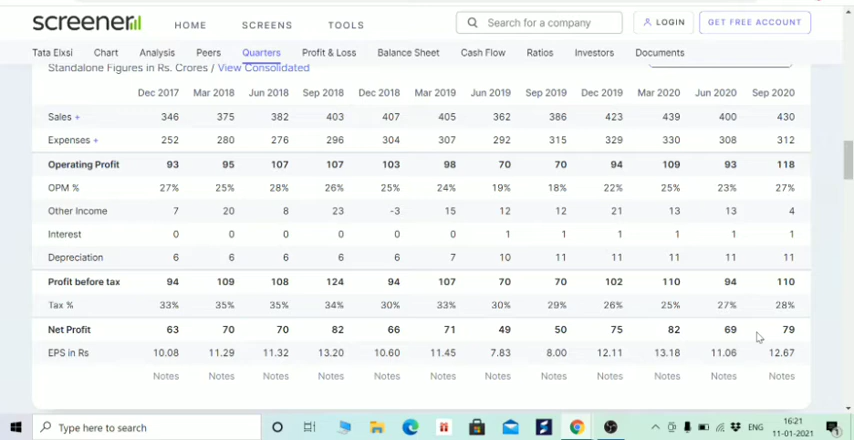 screener HOME SCREENS TOOLS Search for a company LOGIN GET FREE ACCOUNT
Tata Elxsi Chart Analysis Peers Quarters Profit & Loss Balance Sheet Cash Flow Ratios Investors Documents
Standalone Figures in Rs. Crores / View Consolidated
Dec 2017 Mar 2018 Jun 2018 Sep 2018 Dec 2018 Mar 2019 Jun 2019 Sep 2019 Dec 2019 Mar 2020 Jun 2020 Sep 2020
Sales + 346 375 382 403 407 405 362 386 423 439 400 430
Expenses + 252 280 276 296 304 307 292 315 329 330 308 312
Operating Profit 93 95 107 107 103 98 70 70 94 109 93 118
OPM % 27% 25% 28% 26% 25% 24% 19% 18% 22% 25% 23% 27%
Other Income 7 20 8 23 -3 15 12 12 21 13 13 4
Interest 0 0 0 0 0 0 1 1 1 1 1 1
Depreciation 6 6 6 6 6 7 10 11 11 11 11 11
Profit before tax 94 109 108 124 94 107 70 70 102 110 94 110
Tax % 33% 35% 35% 34% 30% 33% 30% 29% 26% 25% 27% 28%
Net Profit 63 70 70 82 66 71 49 50 75 82 69 79
EPS in Rs 10.08 11.29 11.32 13.20 10.60 11.45 7.83 8.00 12.11 13.18 11.06 12.67
Notes Notes Notes Notes Notes Notes Notes Notes Notes Notes Notes Notes
Type here to search ENG 16:21
11-01-2021